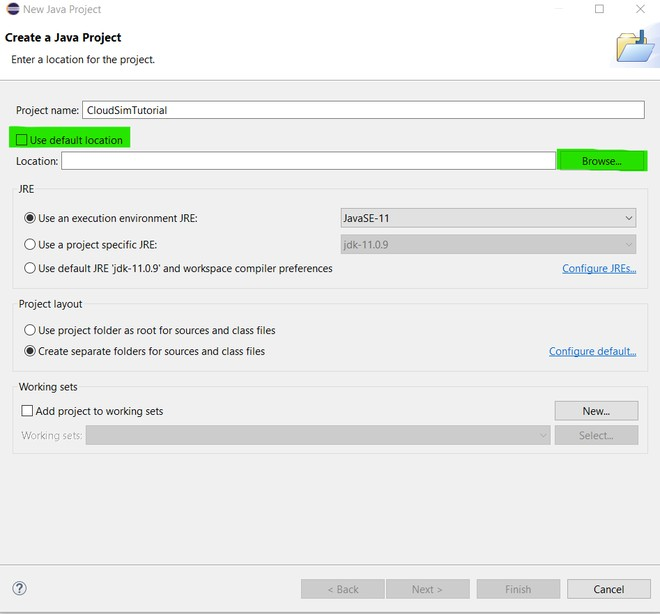 New Java Project
Create a Java Project
Enter a location for the project.
Project name: CloudSimTutorial
Use default location
Location: Browse...
JRE
Use an execution environment JRE: JavaSE-11
Use a project specific JRE: jdk-11.0.9
Use default JRE 'jdk-11.0.9' and workspace compiler preferences Configure JREs...
Project layout
Use project folder as root for sources and class files
Create separate folders for sources and class files Configure default...
Working sets
Add project to working sets New...
Working sets: Select...
? < Back Next > Finish Cancel